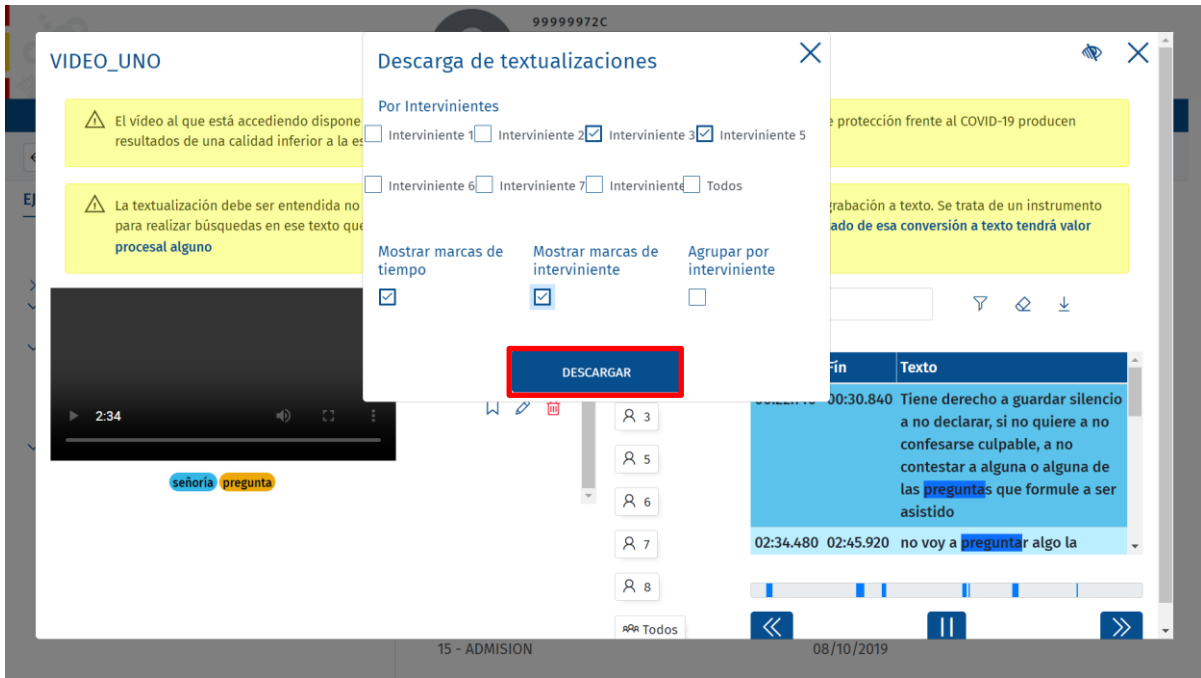 99999972C
VIDEO_UNO
El vídeo al que está accediendo dispone
resultados de una calidad inferior a la es
e protección frente al COVID-19 producen
La textualización debe ser entendida no
para realizar búsquedas en ese texto que
procesal alguno
grabación a texto. Se trata de un instrumento
ado de esa conversión a texto tendrá valor
Descarga de textualizaciones
Por Intervinientes
Interviniente 1 Interviniente 2 Interviniente 3 Interviniente 5
Interviniente 6 Interviniente 7 Interviniente Todos
Mostrar marcas de tiempo
Mostrar marcas de interviniente
Agrupar por interviniente
DESCARGAR
2:34
señoría pregunta
3
5
6
7
8
Todos
Fín Texto
00:30.840 Tiene derecho a guardar silencio
a no declarar, si no quiere a no
confesarse culpable, a no
contestar a alguna o alguna de
las preguntas que formule a ser
asistido
02:34.480 02:45.920 no voy a preguntar algo la
15 - ADMISION 08/10/2019